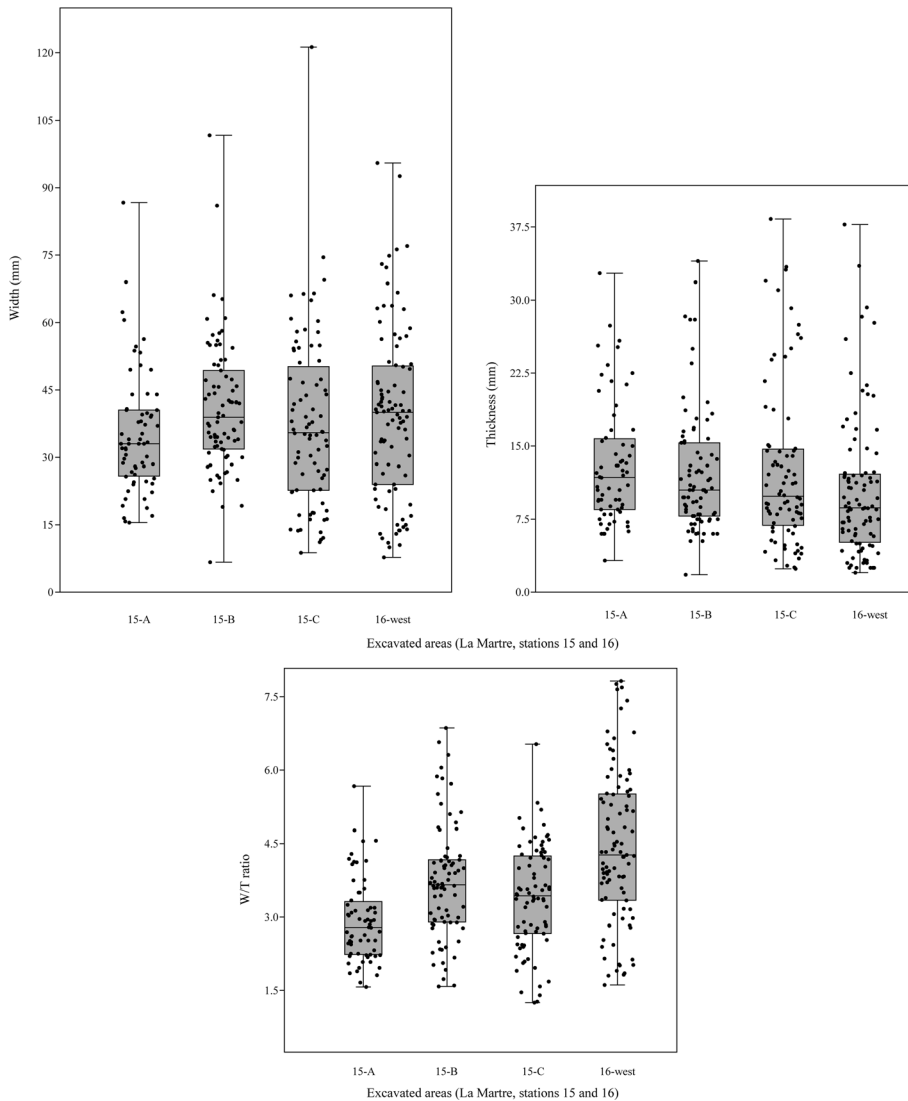 120
105
90
75
60
45
30
15
0
Width (mm)
15-A 15-B 15-C 16-west
37.5
30.0
22.5
15.0
7.5
0.0
Thickness (mm)
15-A 15-B 15-C 16-west
Excavated areas (La Martre, stations 15 and 16)
7.5
6.0
4.5
3.0
1.5
W/T ratio
15-A 15-B 15-C 16-west
Excavated areas (La Martre, stations 15 and 16)